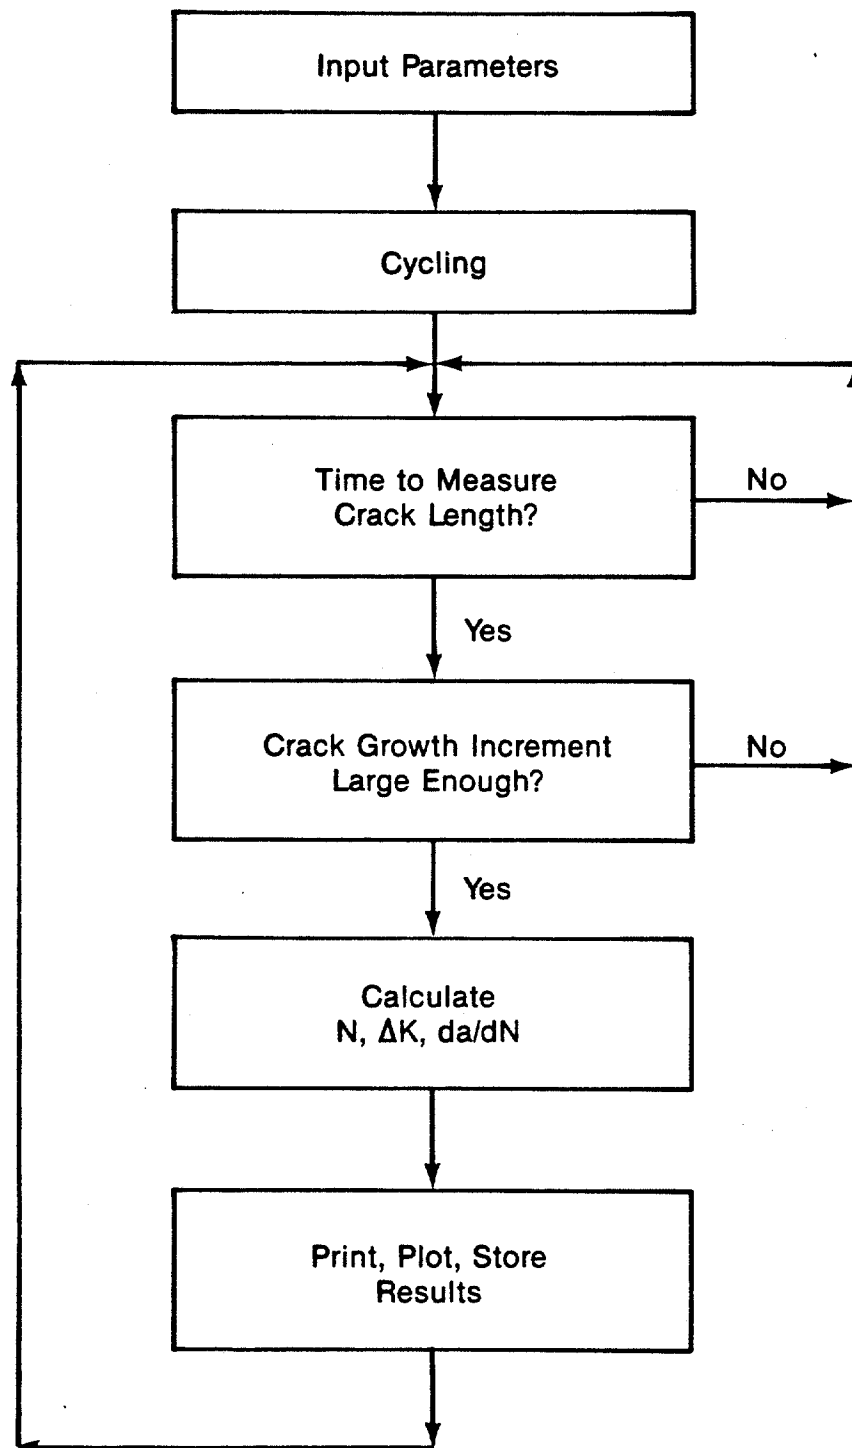 Input Parameters
Cycling
Time to Measure
Crack Length?
No
Yes
Crack Growth Increment
Large Enough?
No
Yes
Calculate
N, ΔK, da/dN
Print, Plot, Store
Results